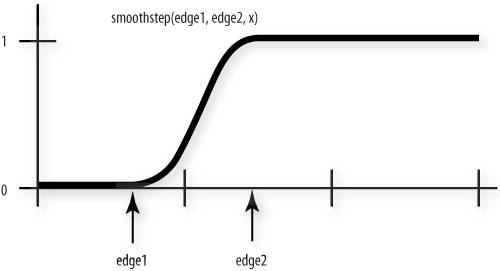 smoothstep(edge1, edge2, x)
1
0
edge1 edge2